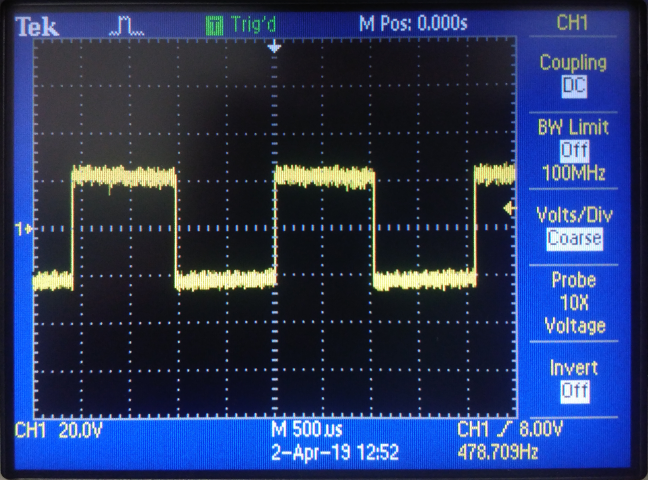 Tek
T Trig'd
M Pos: 0.000s
CH1
Coupling
DC
BW Limit
Off
100MHz
Volts/Div
Coarse
Probe
10X
Voltage
Invert
Off
1
CH1 20.0V
M 500µs
CH1 8.00V
2-Apr-19 12:52
478.709Hz